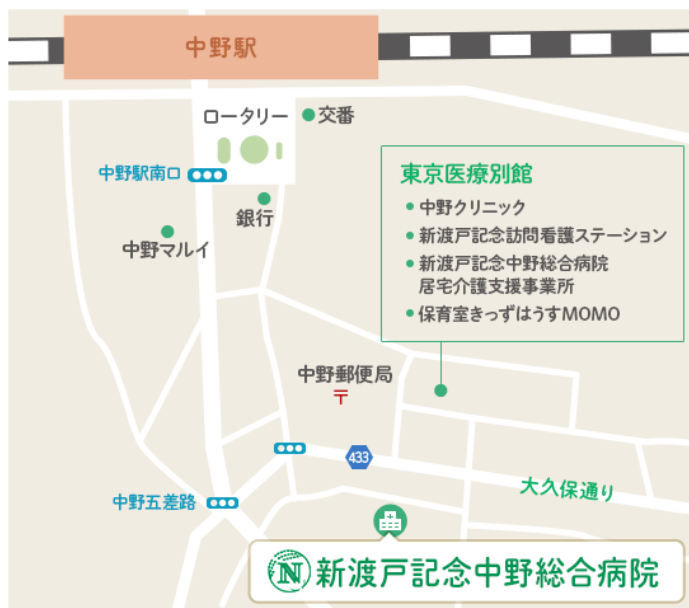 中野駅
ロータリー
交番
中野駅南口
銀行
中野マルイ
東京医療別館
中野クリニック
新渡戸記念訪問看護ステーション
新渡戸記念中野総合病院
居宅介護支援事業所
保育室きっずはうすMOMO
中野郵便局
〒
433
大久保通り
中野五差路
N 新渡戸記念中野総合病院